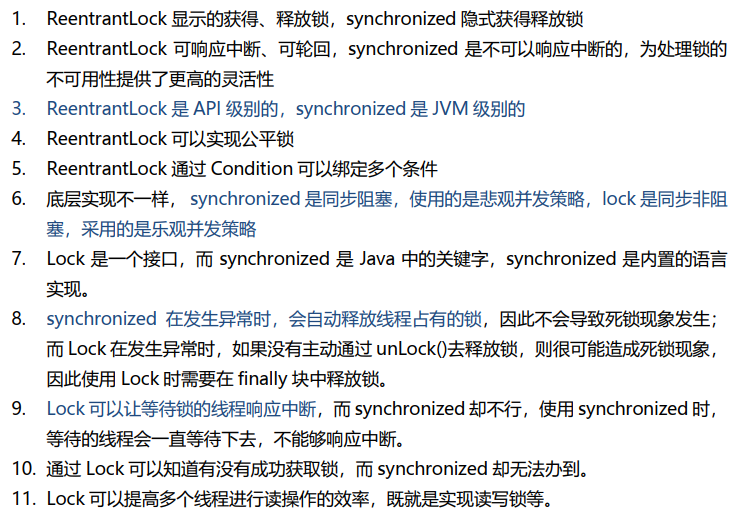 1. ReentrantLock 显示的获得、释放锁，synchronized 隐式获得释放锁
2. ReentrantLock 可响应中断、可轮回，synchronized 是不可以响应中断的，为处理锁的
不可用性提供了更高的灵活性
3. ReentrantLock 是 API 级别的，synchronized 是 JVM 级别的
4. ReentrantLock 可以实现公平锁
5. ReentrantLock 通过 Condition 可以绑定多个条件
6. 底层实现不一样， synchronized 是同步阻塞，使用的是悲观并发策略，lock 是同步非阻
塞，采用的是乐观并发策略
7. Lock 是一个接口，而 synchronized 是 Java 中的关键字，synchronized 是内置的语言
实现。
8. synchronized 在发生异常时，会自动释放线程占有的锁，因此不会导致死锁现象发生；
而 Lock 在发生异常时，如果没有主动通过 unLock()去释放锁，则很可能造成死锁现象，
因此使用 Lock 时需要在 finally 块中释放锁。
9. Lock 可以让等待锁的线程响应中断，而 synchronized 却不行，使用 synchronized 时，
等待的线程会一直等待下去，不能够响应中断。
10. 通过 Lock 可以知道有没有成功获取锁，而 synchronized 却无法办到。
11. Lock 可以提高多个线程进行读操作的效率，既就是实现读写锁等。